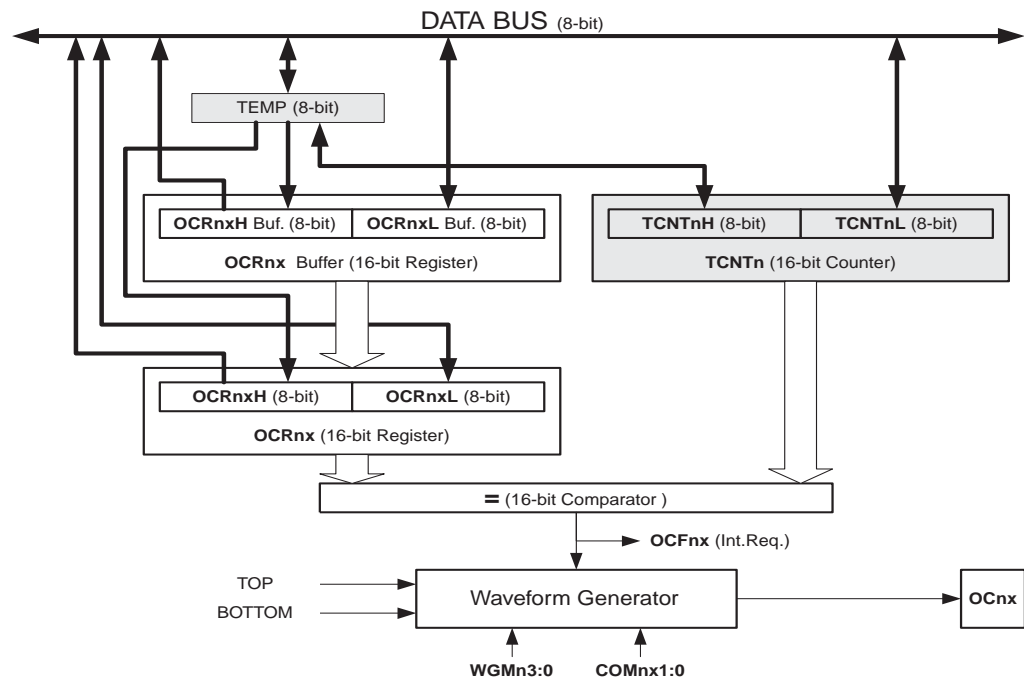 DATA BUS (8-bit)
TEMP (8-bit)
OCRnxH Buf. (8-bit) OCRnxL Buf. (8-bit)
OCRnx Buffer (16-bit Register)
TCNTnH (8-bit) TCNTnL (8-bit)
TCNTn (16-bit Counter)
OCRnxH (8-bit) OCRnxL (8-bit)
OCRnx (16-bit Register)
= (16-bit Comparator )
OCFnx (Int.Req.)
TOP
BOTTOM
Waveform Generator
OCnx
WGMn3:0 COMnx1:0